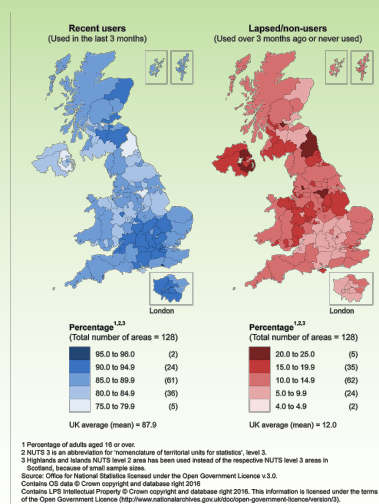 Recent users
(Used in the last 3 months)
Lapsed/non-users
(Used over 3 months ago or never used)
London
London
Percentage1,2,3
(Total number of areas = 128)
95.0 to 96.0 (2)
90.0 to 94.9 (24)
85.0 to 89.9 (61)
80.0 to 84.9 (36)
75.0 to 79.9 (5)
UK average (mean) = 87.9
Percentage1,2,3
(Total number of areas = 128)
20.0 to 25.0 (5)
15.0 to 19.9 (35)
10.0 to 14.9 (62)
5.0 to 9.9 (24)
4.0 to 4.9 (2)
UK average (mean) = 12.0
1 Percentage of adults aged 16 or over.
2 NUTS 3 is an abbreviation for 'nomenclature of territorial units for statistics', level 3.
3 Highlands and Islands NUTS level 2 area has been used instead of the respective NUTS level 3 areas in
Scotland, because of small sample sizes.
Source: Office for National Statistics licensed under the Open Government Licence v.3.0.
Contains OS data © Crown copyright and database right 2016
Contains LPS Intellectual Property © Crown copyright and database right 2016. This information is licensed under the terms
of the Open Government Licence (http://www.nationalarchives.gov.uk/doc/open-government-licence/version/3).